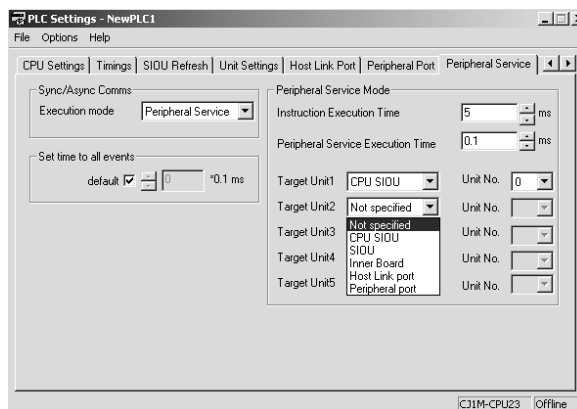 PLC Settings - NewPLC1
File Options Help
CPU Settings Timings SIOU Refresh Unit Settings Host Link Port Peripheral Port Peripheral Service
Sync/Async Comms
Execution mode Peripheral Service
Set time to all events
default 0 *0.1 ms
Peripheral Service Mode
Instruction Execution Time 5 ms
Peripheral Service Execution Time 0.1 ms
Target Unit1 CPU SIOU Unit No. 0
Target Unit2 Not specified Unit No.
Not specified
CPU SIOU
Target Unit3 Unit No.
SIOU
Inner Board
Target Unit4 Unit No.
Host Link port
Target Unit5 Unit No.
Peripheral port
CJ1M-CPU23 Offline